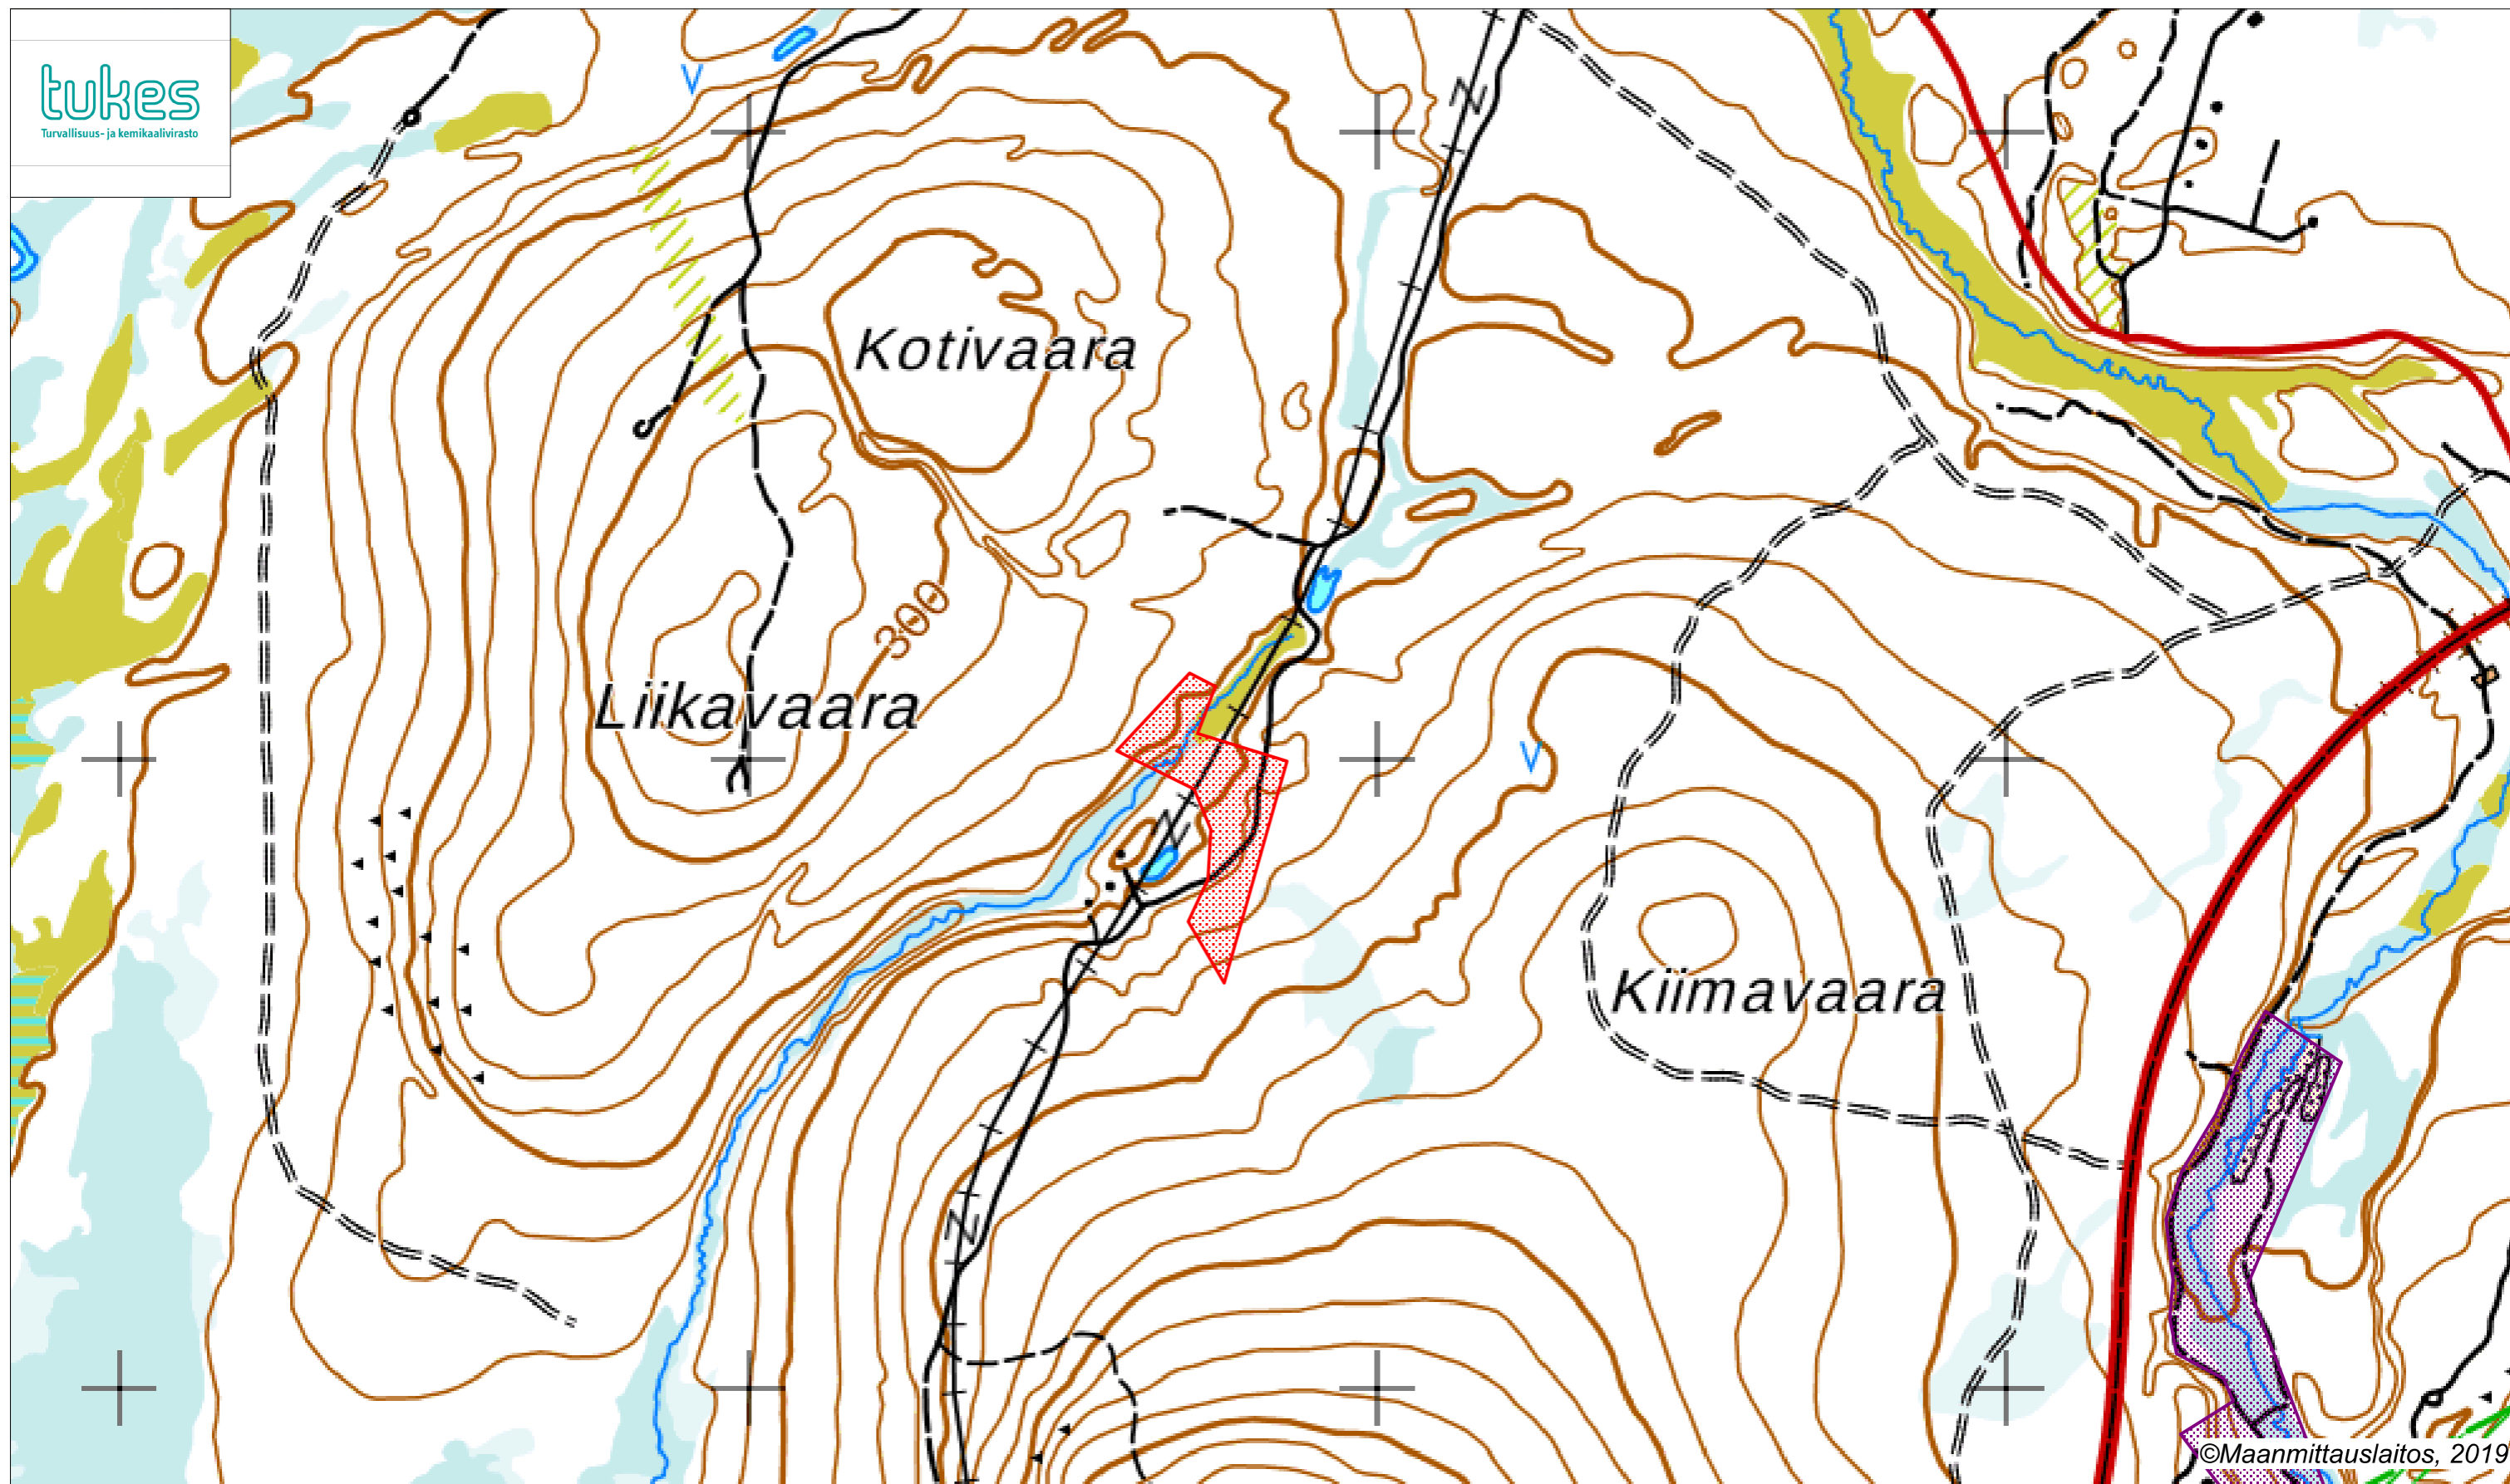 tukes
Turvallisuus- ja kemikaalivirasto
Kotivaara
300
Liikavaara
Kiimavaara
©Maanmittauslaitos, 2019